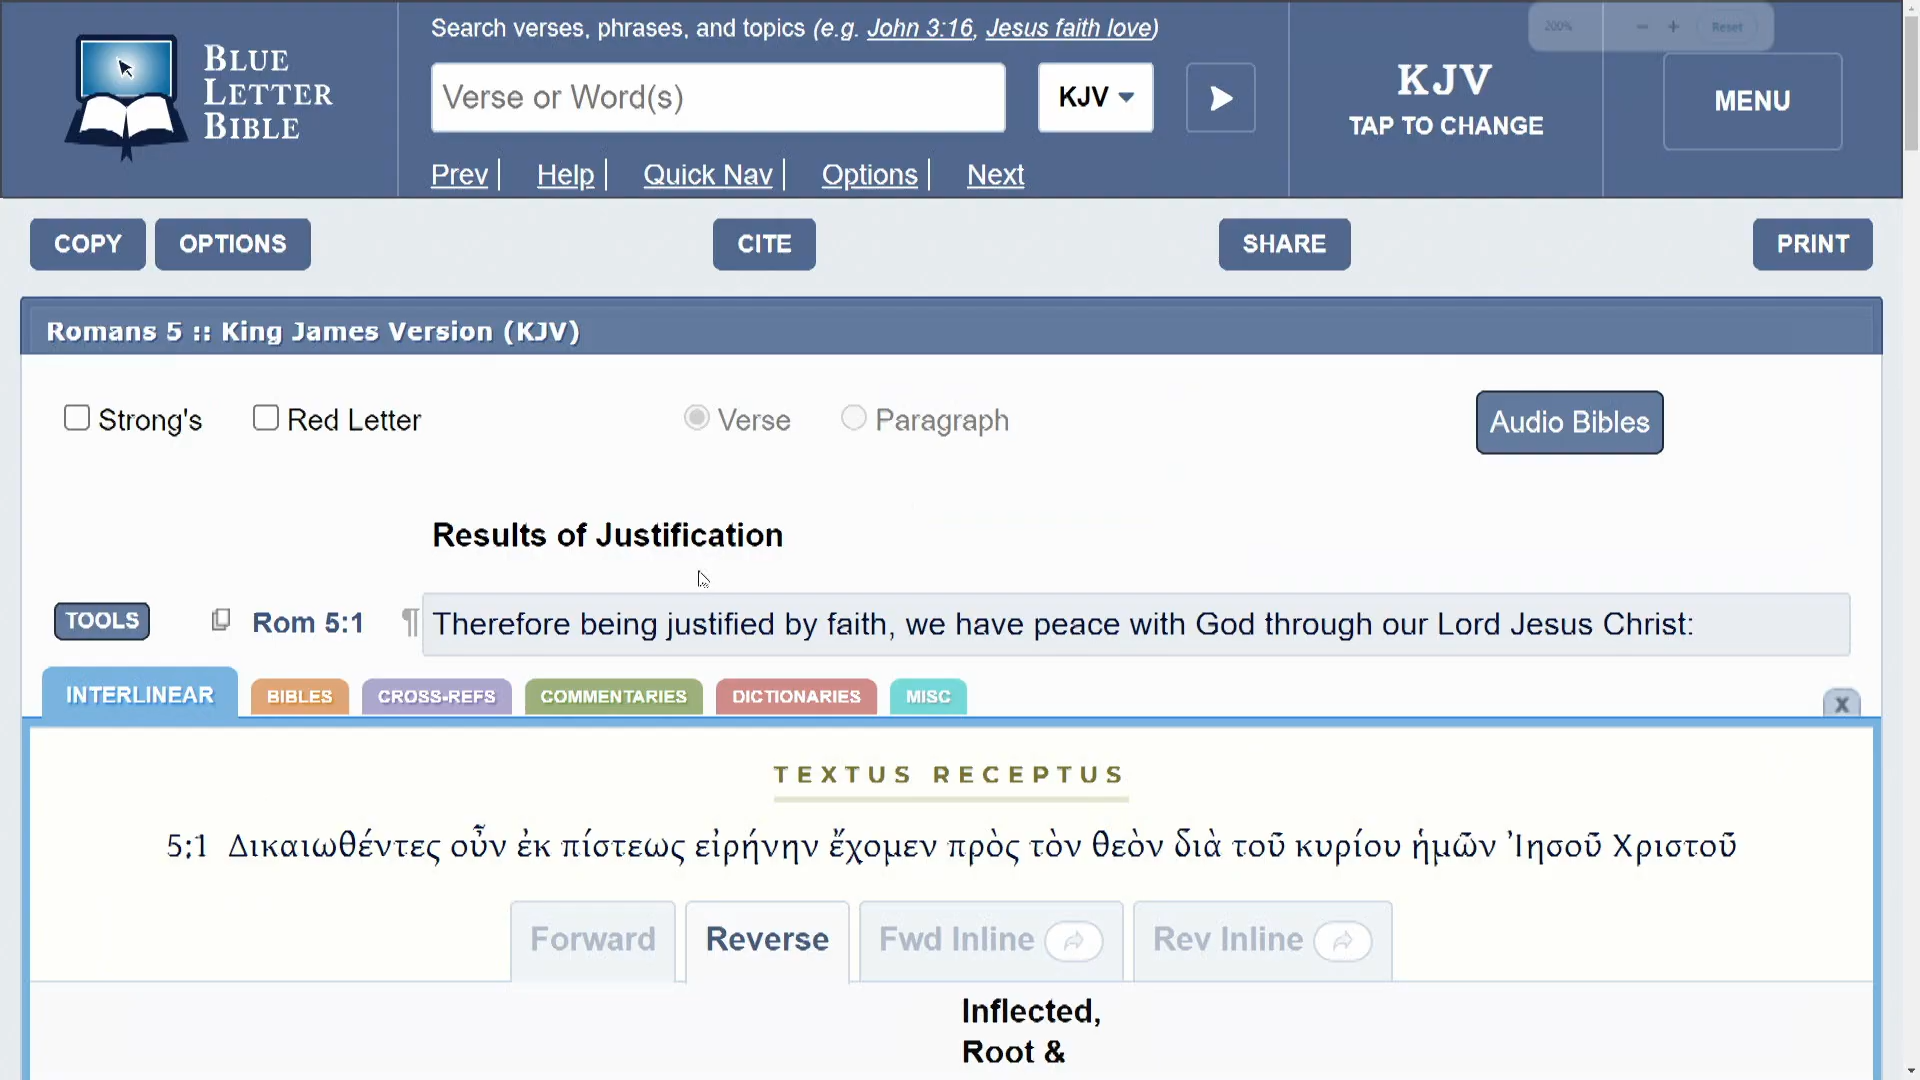 BLUE
LETTER
BIBLE
Search verses, phrases, and topics (e.g. John 3:16, Jesus faith love)
Verse or Word(s)
KJV
Prev | Help | Quick Nav | Options | Next
KJV
TAP TO CHANGE
200% − + Reset
MENU
COPY OPTIONS CITE SHARE PRINT
Romans 5 :: King James Version (KJV)
Strong's Red Letter Verse Paragraph Audio Bibles
Results of Justification
TOOLS Rom 5:1 ¶ Therefore being justified by faith, we have peace with God through our Lord Jesus Christ:
INTERLINEAR BIBLES CROSS-REFS COMMENTARIES DICTIONARIES MISC X
TEXTUS RECEPTUS
5:1 Δικαιωθέντες οὖν ἐκ πίστεως εἰρήνην ἔχομεν πρὸς τὸν θεὸν διὰ τοῦ κυρίου ἡμῶν Ἰησοῦ Χριστοῦ
Forward Reverse Fwd Inline Rev Inline
Inflected,
Root &